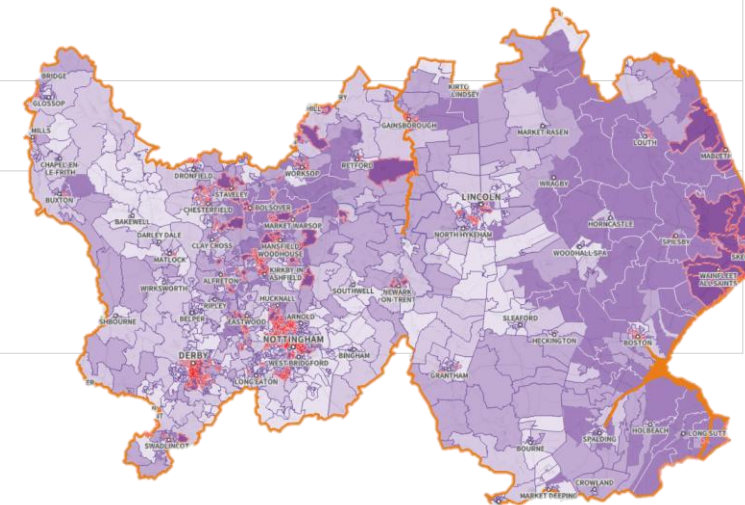 BRIDGE
GLOSSOP
MILLS
CHAPEL-EN-
LE-FRITH
BUXTON
BAKEWELL
DRONFIELD
STAVELEY
CHESTERFIELD
BOLSOVER
WORKSOP
RETFORD
GAINSBOROUGH
KIRTO
LINDSEY
MARKET RASEN
LOUTH
MABLETH
LINCOLN
WRAGBY
HORNCASTLE
NORTH HYKEHAM
WOODHALL SPA
SPILSBY
SKE
WAINFLEET
ALL SAINTS
MARKET WARSOP
CLAY CROSS
DARLEY DALE
MATLOCK
MANSFIELD
WOODHOUSE
KIRKBY IN
ASHFIELD
ALFRETON
WIRKSWORTH
RIPLEY
BELPER
HUCKNALL
SOUTHWELL
NEWARK
-ON-TRENT
SHBOURNE
EASTWOOD
ARNOLD
NOTTINGHAM
DERBY
WEST BRIDGFORD
BINGHAM
LONG EATON
SWADLINCOT
SLEAFORD
HECKINGTON
BOSTON
GRANTHAM
BOURNE
SPALDING
HOLBEACH
LONG SUTT
CROWLAND
MARKET DEEPING